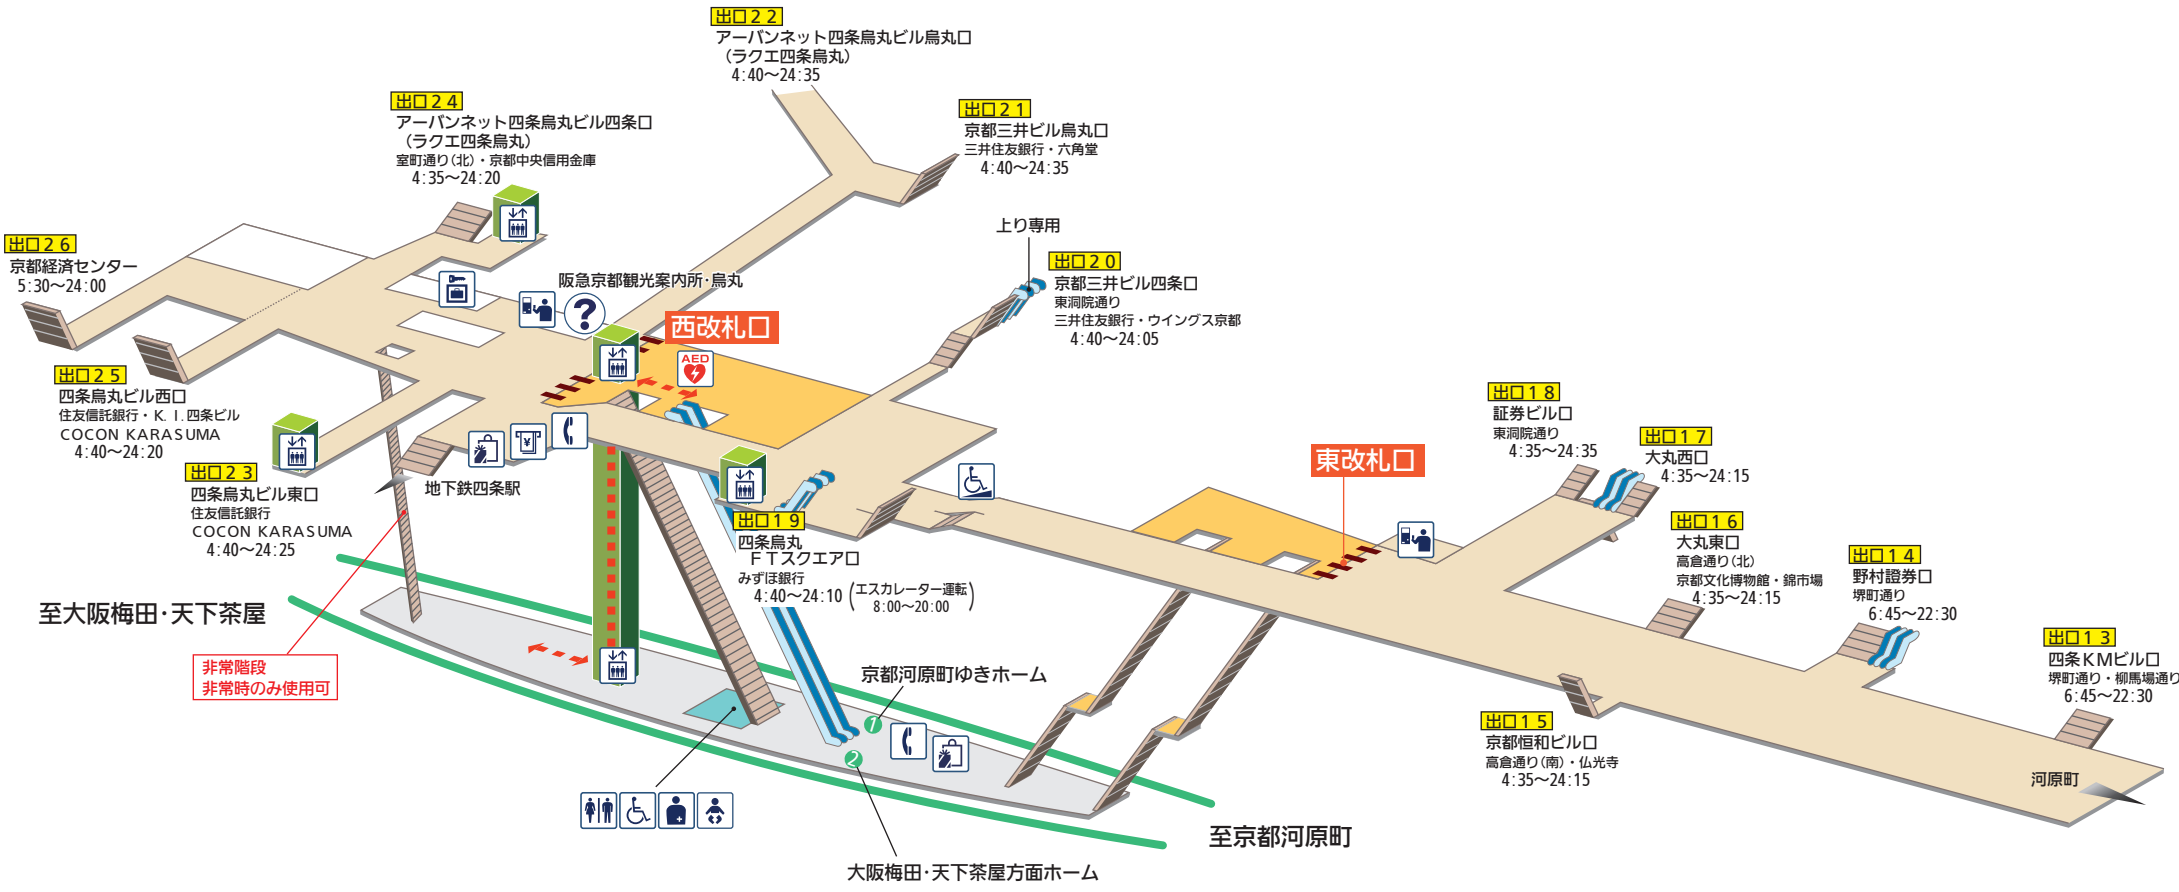 出口22
アーバンネット四条烏丸ビル烏丸口
（ラクエ四条烏丸）
4:40〜24:35
出口24
アーバンネット四条烏丸ビル四条口
（ラクエ四条烏丸）
室町通り(北)・京都中央信用金庫
4:35〜24:20
出口21
京都三井ビル烏丸口
三井住友銀行・六角堂
4:40〜24:35
上り専用
出口26
京都経済センター
5:30〜24:00
出口20
京都三井ビル四条口
東洞院通り
三井住友銀行・ウイングス京都
4:40〜24:05
阪急京都観光案内所・烏丸
?
西改札口
AED
出口25
四条烏丸ビル西口
住友信託銀行・K．I．四条ビル
COCON KARASUMA
4:40〜24:20
出口23
四条烏丸ビル東口
住友信託銀行
COCON KARASUMA
4:40〜24:25
¥
地下鉄四条駅
出口19
四条烏丸
FTスクエア口
みずほ銀行
4:40〜24:10（エスカレーター運転
8:00〜20:00）
東改札口
出口18
証券ビル口
東洞院通り
4:35〜24:35
出口17
大丸西口
4:35〜24:15
出口16
大丸東口
高倉通り(北)
京都文化博物館・錦市場
4:35〜24:15
出口14
野村證券口
堺町通り
6:45〜22:30
出口13
四条KMビル口
堺町通り・柳馬場通り
6:45〜22:30
出口15
京都恒和ビル口
高倉通り(南)・仏光寺
4:35〜24:15
河原町
至大阪梅田・天下茶屋
非常階段
非常時のみ使用可
京都河原町ゆきホーム
1
2
至京都河原町
大阪梅田・天下茶屋方面ホーム